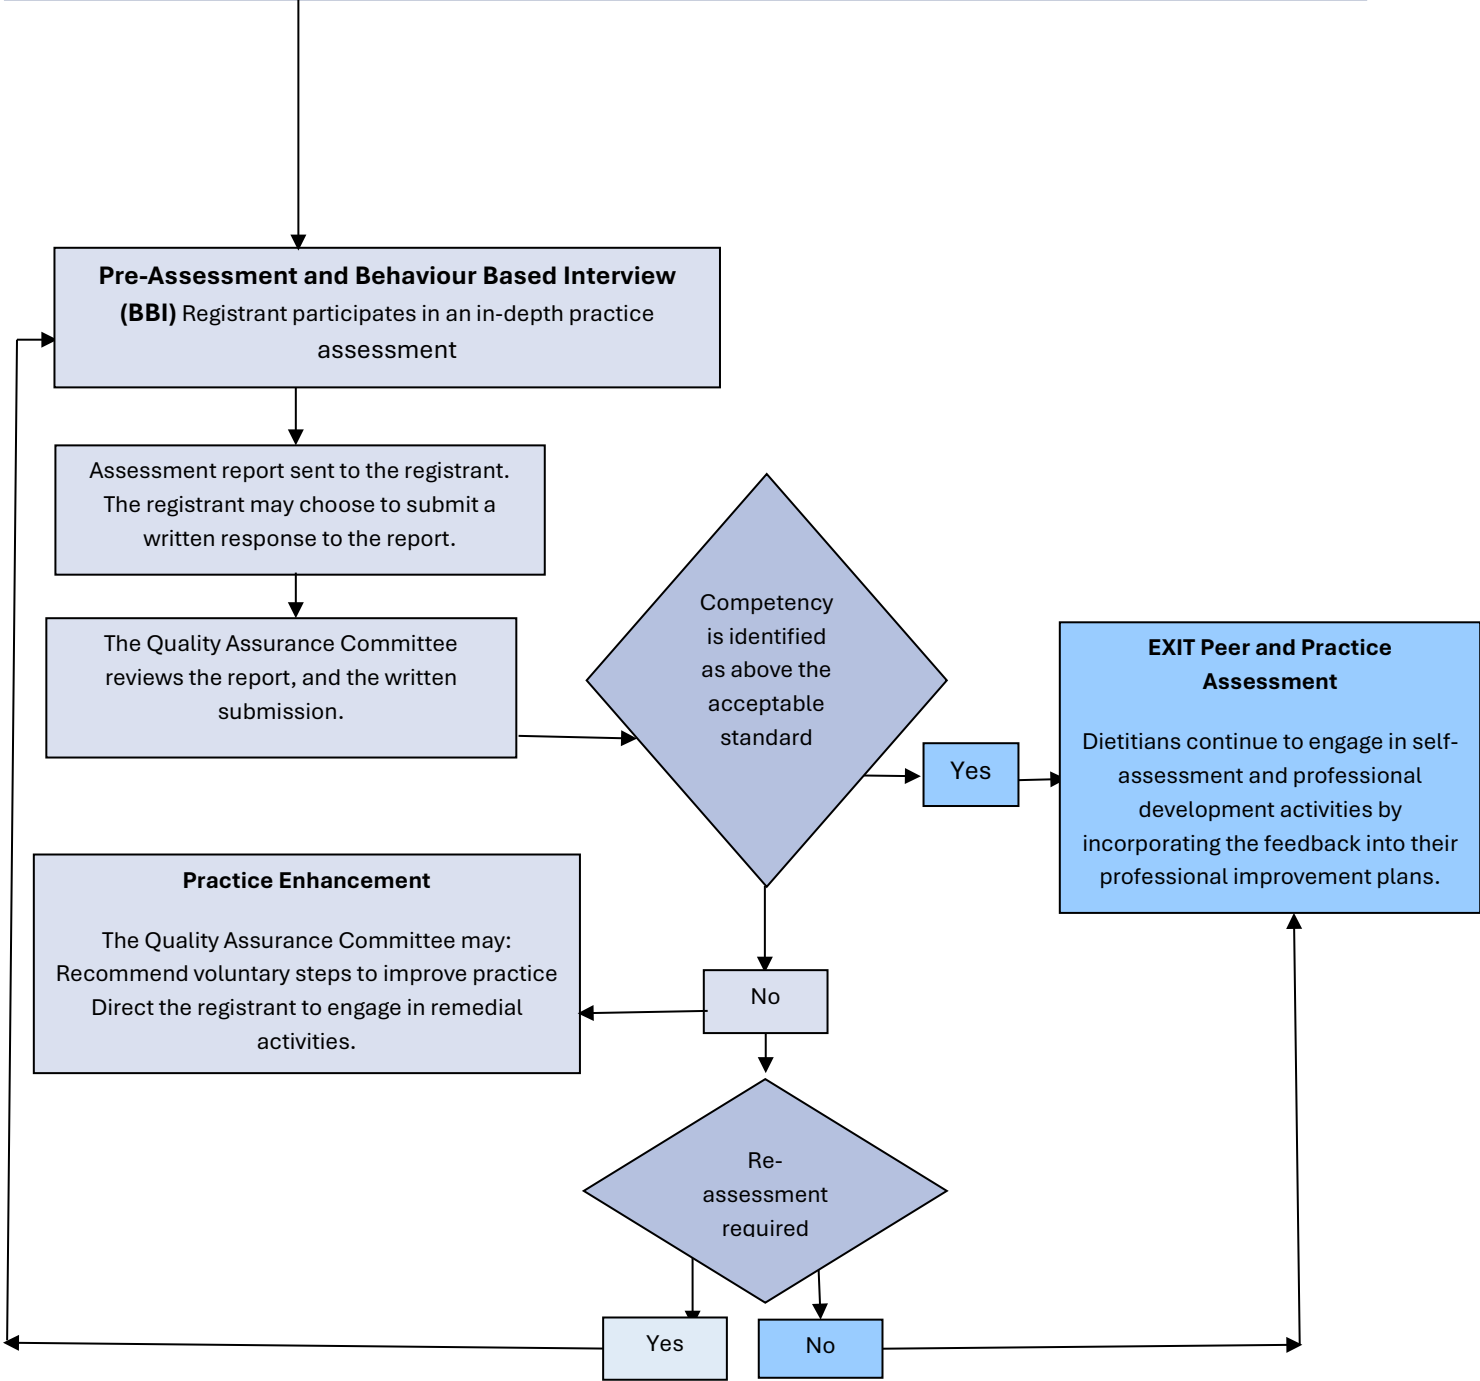 Pre-Assessment and Behaviour Based Interview
(BBI) Registrant participates in an in-depth practice
assessment
Assessment report sent to the registrant.
The registrant may choose to submit a
written response to the report.
The Quality Assurance Committee
reviews the report, and the written
submission.
Competency
is identified
as above the
acceptable
standard
Yes
EXIT Peer and Practice
Assessment
Dietitians continue to engage in self-
assessment and professional
development activities by
incorporating the feedback into their
professional improvement plans.
No
Practice Enhancement
The Quality Assurance Committee may:
Recommend voluntary steps to improve practice
Direct the registrant to engage in remedial
activities.
Re-
assessment
required
Yes
No